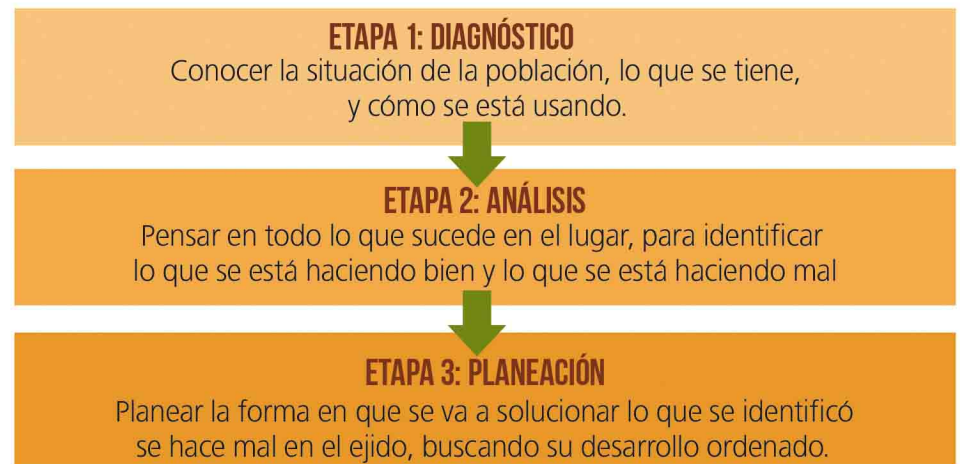 ETAPA 1: DIAGNÓSTICO
Conocer la situación de la población, lo que se tiene,
y cómo se está usando.
ETAPA 2: ANÁLISIS
Pensar en todo lo que sucede en el lugar, para identificar
lo que se está haciendo bien y lo que se está haciendo mal
ETAPA 3: PLANEACIÓN
Planear la forma en que se va a solucionar lo que se identificó
se hace mal en el ejido, buscando su desarrollo ordenado.